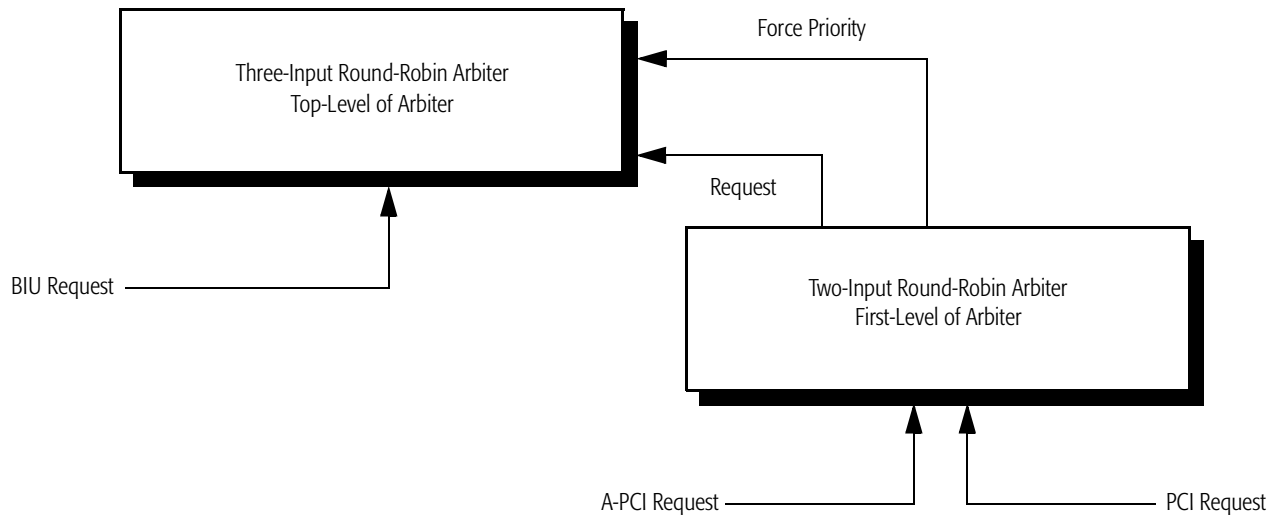 Force Priority
Three-Input Round-Robin Arbiter
Top-Level of Arbiter
Request
BIU Request
Two-Input Round-Robin Arbiter
First-Level of Arbiter
A-PCI Request
PCI Request